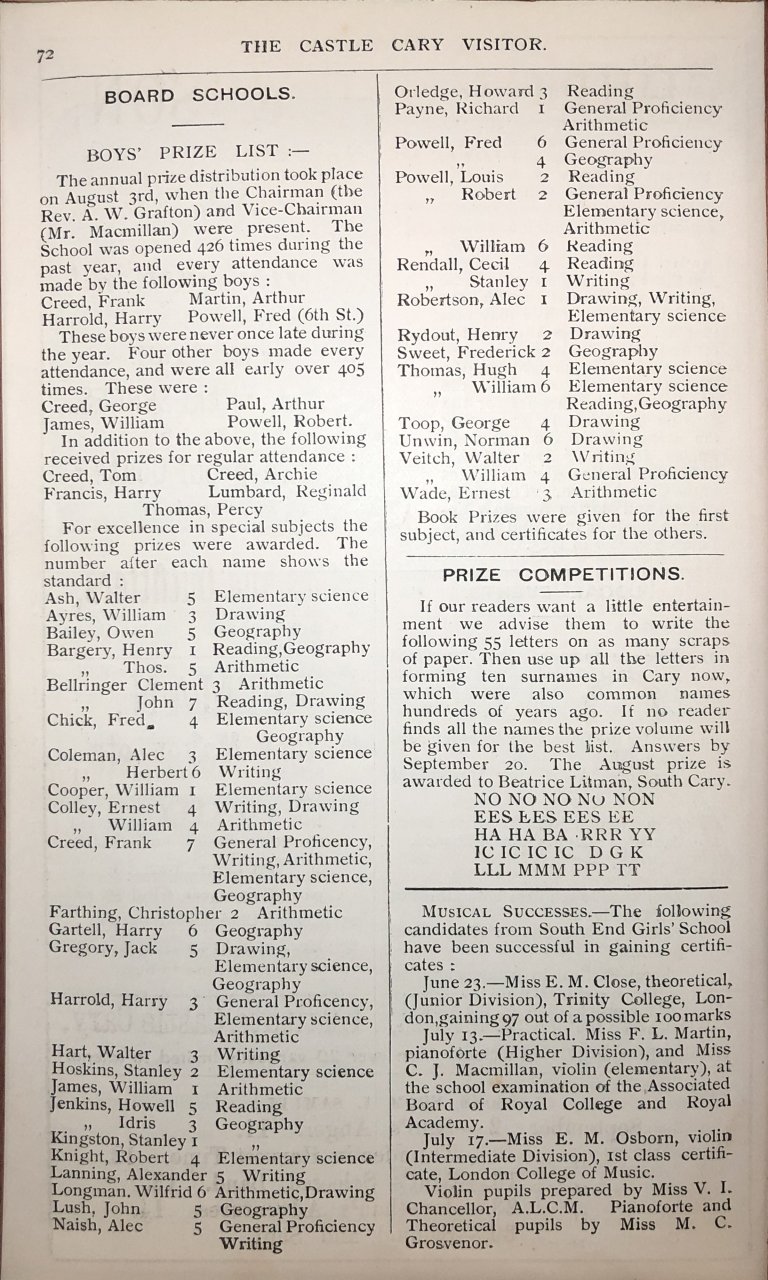 72
THE CASTLE CARY VISITOR.
BOARD SCHOOLS.
BOYS' PRIZE LIST :—
The annual prize distribution took place
on August 3rd, when the Chairman (the
Rev. A. W. Grafton) and Vice-Chairman
(Mr. Macmillan) were present. The
School was opened 426 times during the
past year, and every attendance was
made by the following boys :
Creed, Frank Martin, Arthur
Harrold, Harry Powell, Fred (6th St.)
These boys were never once late during
the year. Four other boys made every
attendance, and were all early over 405
times. These were :
Creed, George Paul, Arthur
James, William Powell, Robert.
In addition to the above, the following
received prizes for regular attendance :
Creed, Tom Creed, Archie
Francis, Harry Lumbard, Reginald
Thomas, Percy
For excellence in special subjects the
following prizes were awarded. The
number after each name shows the
standard :
Ash, Walter 5 Elementary science
Ayres, William 3 Drawing
Bailey, Owen 5 Geography
Bargery, Henry 1 Reading,Geography
„ Thos. 5 Arithmetic
Bellringer Clement 3 Arithmetic
„ John 7 Reading, Drawing
Chick, Fred. 4 Elementary science
Geography
Coleman, Alec 3 Elementary science
„ Herbert 6 Writing
Cooper, William 1 Elementary science
Colley, Ernest 4 Writing, Drawing
„ William 4 Arithmetic
Creed, Frank 7 General Proficency,
Writing, Arithmetic,
Elementary science,
Geography
Farthing, Christopher 2 Arithmetic
Gartell, Harry 6 Geography
Gregory, Jack 5 Drawing,
Elementary science,
Geography
Harrold, Harry 3 General Proficency,
Elementary science,
Arithmetic
Hart, Walter 3 Writing
Hoskins, Stanley 2 Elementary science
James, William 1 Arithmetic
Jenkins, Howell 5 Reading
„ Idris 3 Geography
Kingston, Stanley 1 „
Knight, Robert 4 Elementary science
Lanning, Alexander 5 Writing
Longman. Wilfrid 6 Arithmetic,Drawing
Lush, John 5 Geography
Naish, Alec 5 General Proficiency
Writing
Orledge, Howard 3 Reading
Payne, Richard 1 General Proficiency
Arithmetic
Powell, Fred 6 General Proficiency
„ 4 Geography
Powell, Louis 2 Reading
„ Robert 2 General Proficiency
Elementary science,
Arithmetic
„ William 6 Reading
Rendall, Cecil 4 Reading
„ Stanley 1 Writing
Robertson, Alec 1 Drawing, Writing,
Elementary science
Rydout, Henry 2 Drawing
Sweet, Frederick 2 Geography
Thomas, Hugh 4 Elementary science
„ William 6 Elementary science
Reading,Geography
Toop, George 4 Drawing
Unwin, Norman 6 Drawing
Veitch, Walter 2 Writing
„ William 4 General Proficiency
Wade, Ernest 3 Arithmetic
Book Prizes were given for the first
subject, and certificates for the others.
PRIZE COMPETITIONS.
If our readers want a little entertain-
ment we advise them to write the
following 55 letters on as many scraps
of paper. Then use up all the letters in
forming ten surnames in Cary now,
which were also common names
hundreds of years ago. If no reader
finds all the names the prize volume will
be given for the best list. Answers by
September 20. The August prize is
awarded to Beatrice Litman, South Cary.
NO NO NO NO NON
EES EES EES EE
HA HA BA RRR YY
IC IC IC IC D G K
LLL MMM PPP TT
MUSICAL SUCCESSES.—The following
candidates from South End Girls' School
have been successful in gaining certifi-
cates :
June 23.—Miss E. M. Close, theoretical,
(Junior Division), Trinity College, Lon-
don,gaining 97 out of a possible 100 marks
July 13.—Practical. Miss F. L. Martin,
pianoforte (Higher Division), and Miss
C. J. Macmillan, violin (elementary), at
the school examination of the Associated
Board of Royal College and Royal
Academy.
July 17.—Miss E. M. Osborn, violin
(Intermediate Division), 1st class certifi-
cate, London College of Music.
Violin pupils prepared by Miss V. I.
Chancellor, A.L.C.M. Pianoforte and
Theoretical pupils by Miss M. C.
Grosvenor.